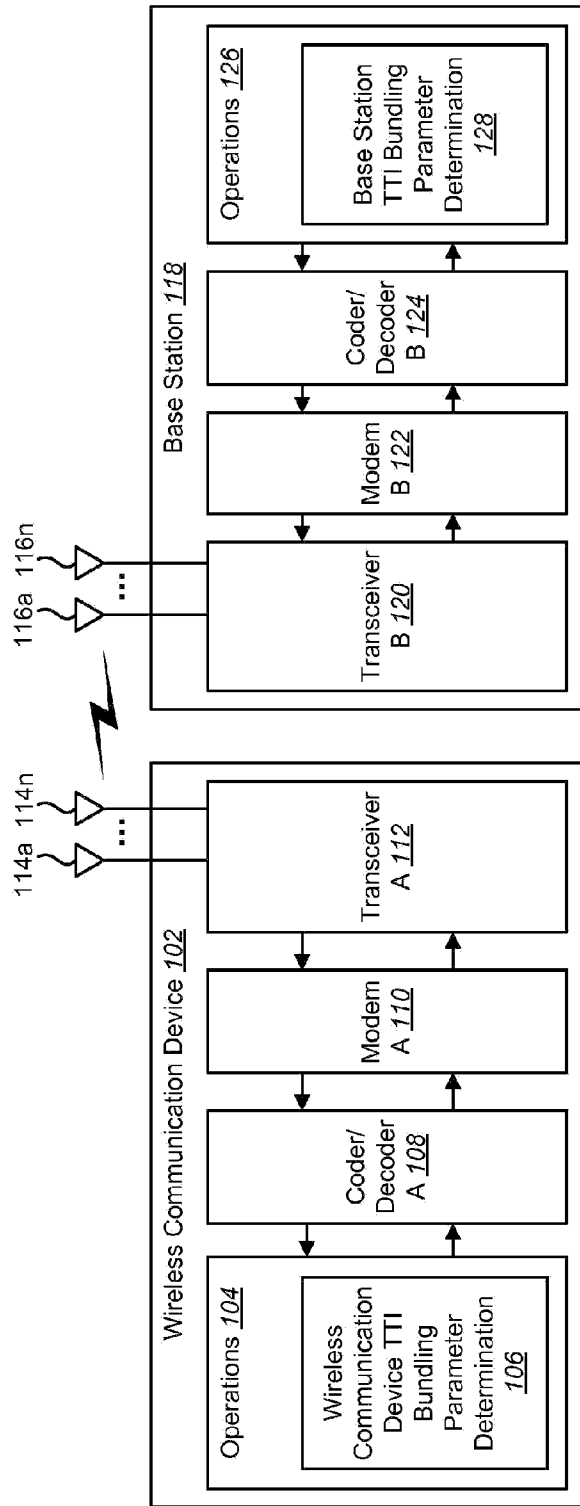 114a
114n
116a
116n
...
...
Wireless Communication Device 102
Operations 104
Wireless
Communication
Device TTI
Bundling
Parameter
Determination
106
Coder/
Decoder
A 108
Modem
A 110
Transceiver
A 112
Base Station 118
Transceiver
B 120
Modem
B 122
Coder/
Decoder
B 124
Operations 126
Base Station
TTI Bundling
Parameter
Determination
128